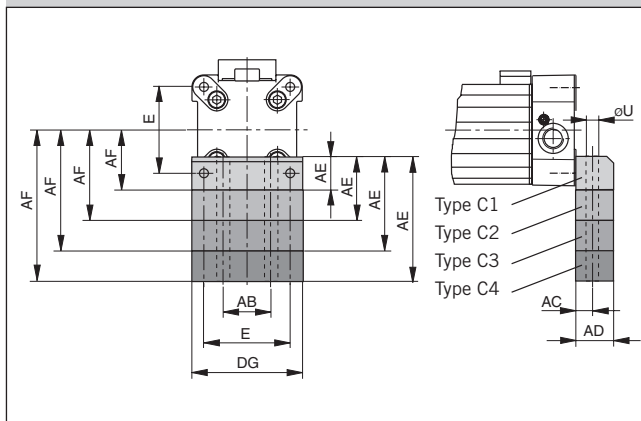 E
AF
AF
AF
AF
AE
AE
AE
AE
AB
E
DG
øU
Type C1
Type C2
Type C3
Type C4
AC
AD